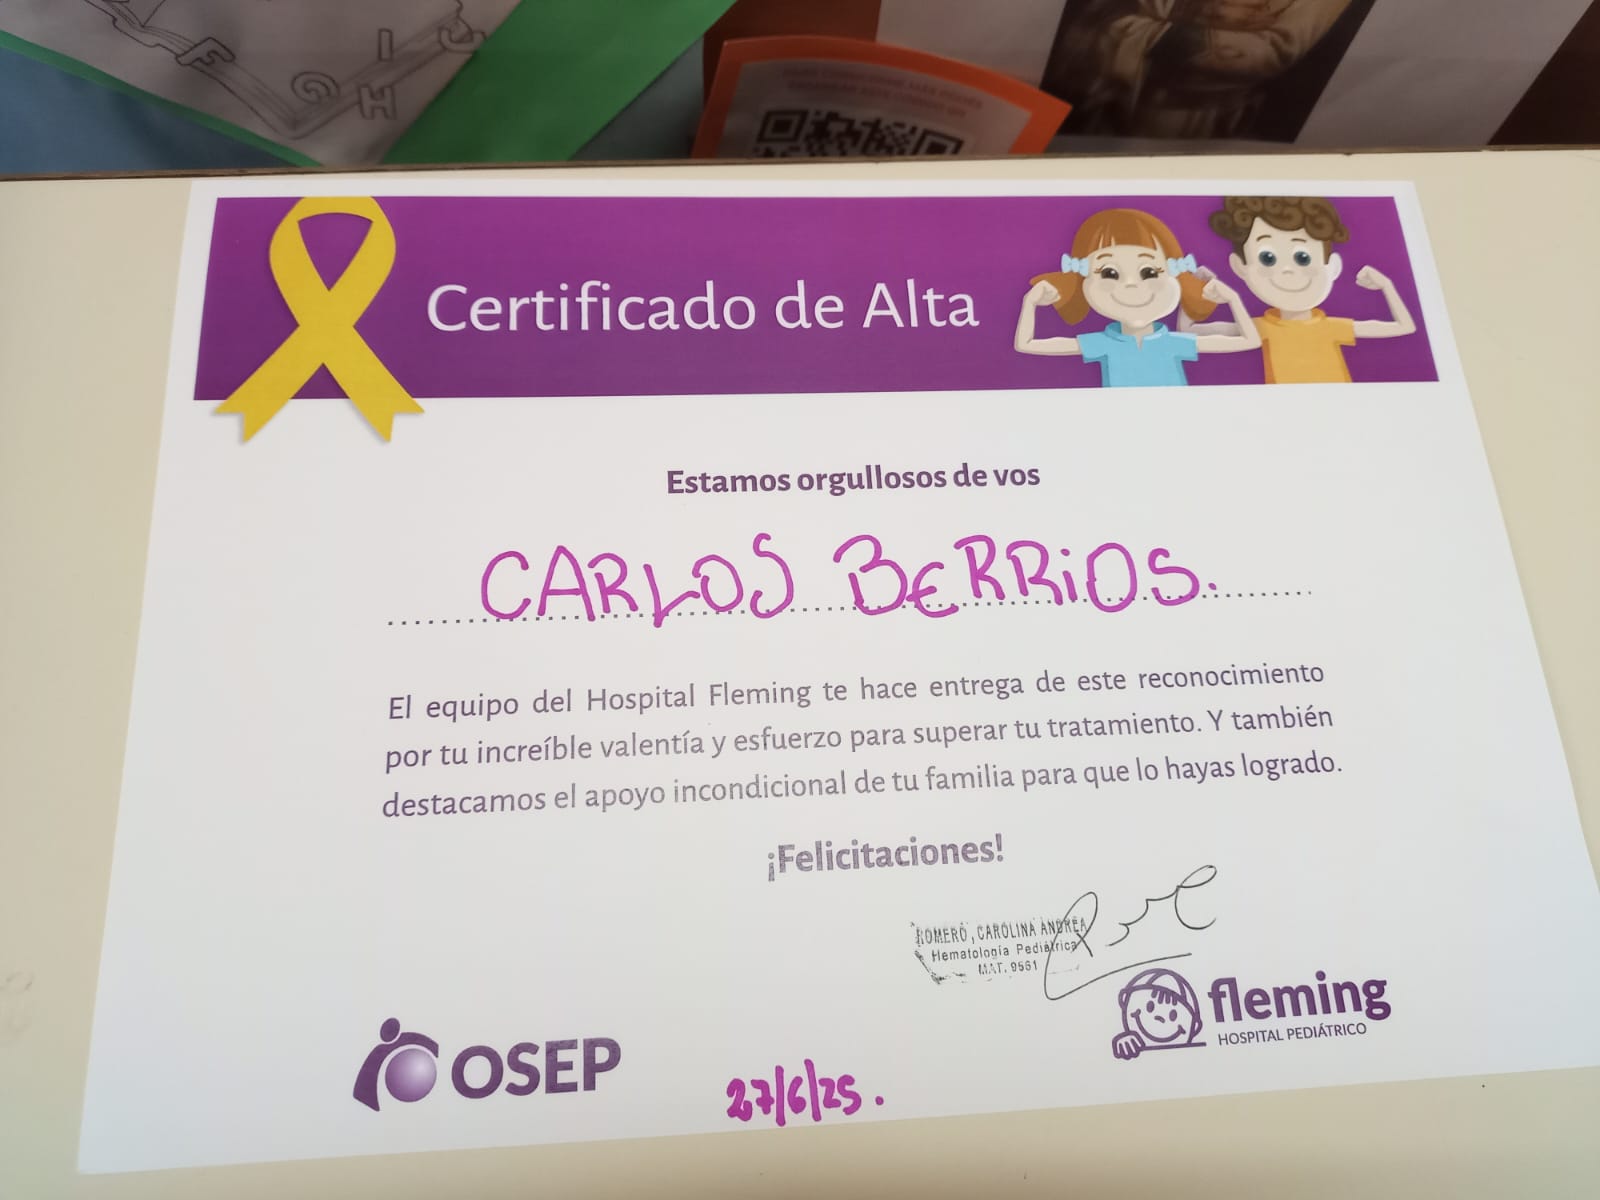 F G H I
Certificado de Alta
Estamos orgullosos de vos
CARLOS BERRIOS.
El equipo del Hospital Fleming te hace entrega de este reconocimiento
por tu increíble valentía y esfuerzo para superar tu tratamiento. Y también
destacamos el apoyo incondicional de tu familia para que lo hayas logrado.
¡Felicitaciones!
ROMERO, CAROLINA ANDREA
Hematología Pediátrica
MAT. 9561
fleming
HOSPITAL PEDIÁTRICO
OSEP
27/6/25.